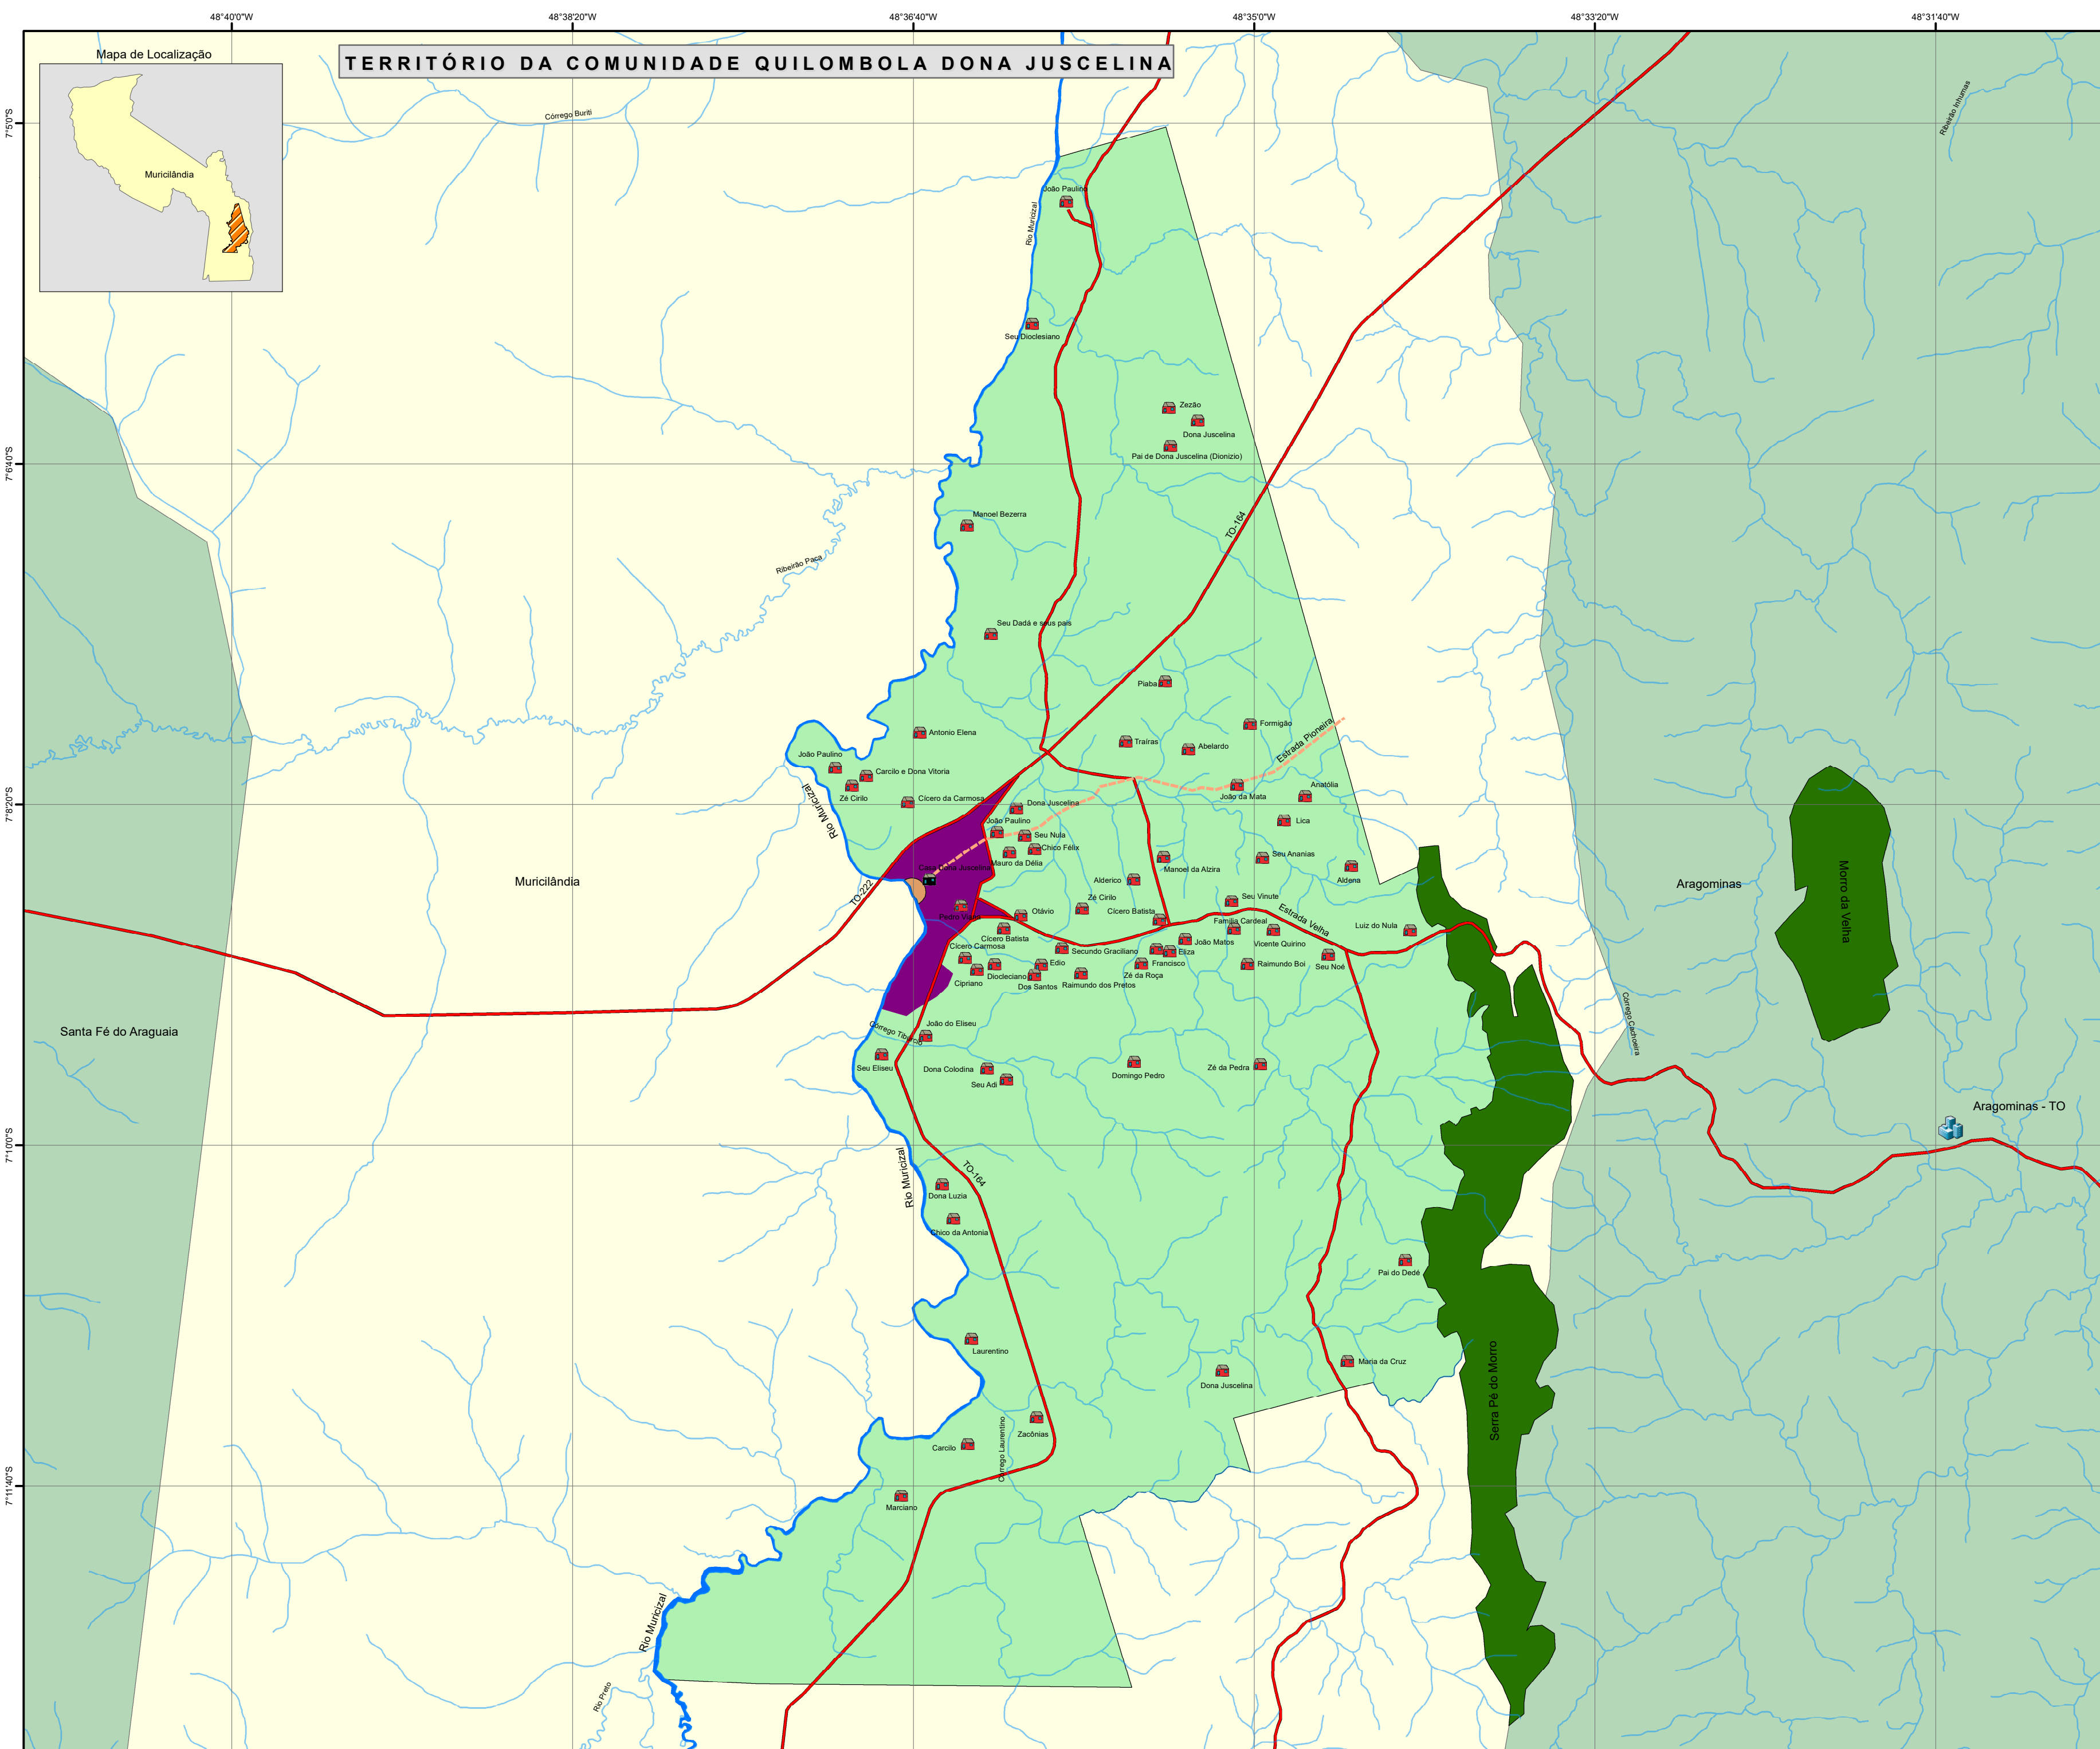 48°40'0"W
48°38'20"W
48°36'40"W
48°35'0"W
48°33'20"W
48°31'40"W
Mapa de Localização
TERRITÓRIO DA COMUNIDADE QUILOMBOLA DONA JUSCELINA
Muricilândia
7°5'0"S
7°6'40"S
7°8'20"S
7°10'0"S
7°11'40"S
Córrego Buriti
Ribeirão Inhumas
João Paulino
Rio Muricizal
Seu Dioclesiano
Zezão
Dona Juscelina
Pai de Dona Juscelina (Dionizio)
Manoel Bezerra
TO-164
Ribeirão Paca
Seu Dadá e seus pais
Piaba
Formigão
Antonio Elena
Traíras
Abelardo
Estrada Pioneira
João Paulino
Carcilo e Dona Vitoria
Zé Cirilo
Cícero da Carmosa
Rio Muricizal
João da Mata
Anatólia
Dona Juscelina
João Paulino
Lica
Seu Nula
Chico Félix
Mauro da Délia
Seu Ananias
Manoel da Alzira
Casa Dona Juscelina
Aldena
Alderico
Muricilândia
TO-222
Aragominas
Morro da Velha
Zé Cirilo
Seu Vinute
Pedro Viana
Otávio
Cícero Batista
Família Cardeal
Estrada Velha
Luiz do Nula
Cícero Batista
Cícero Carmosa
Secundo Graciliano
João Matos
Vicente Quirino
Eliza
Edio
Francisco
Raimundo Boi
Seu Noé
Cipriano
Diocleciano
Dos Santos
Raimundo dos Pretos
Zé da Roça
Córrego Cachoeira
Santa Fé do Araguaia
João do Eliseu
Córrego Tibúrcio
Seu Eliseu
Dona Colodina
Seu Adi
Domingo Pedro
Zé da Pedra
Aragominas - TO
Rio Muricizal
TO-164
Dona Luzia
Chico da Antonia
Pai do Dedé
Laurentino
Maria da Cruz
Dona Juscelina
Serra Pé do Morro
Zacônias
Carcilo
Córrego Laurentino
Marciano
Rio Muricizal
Rio Preto